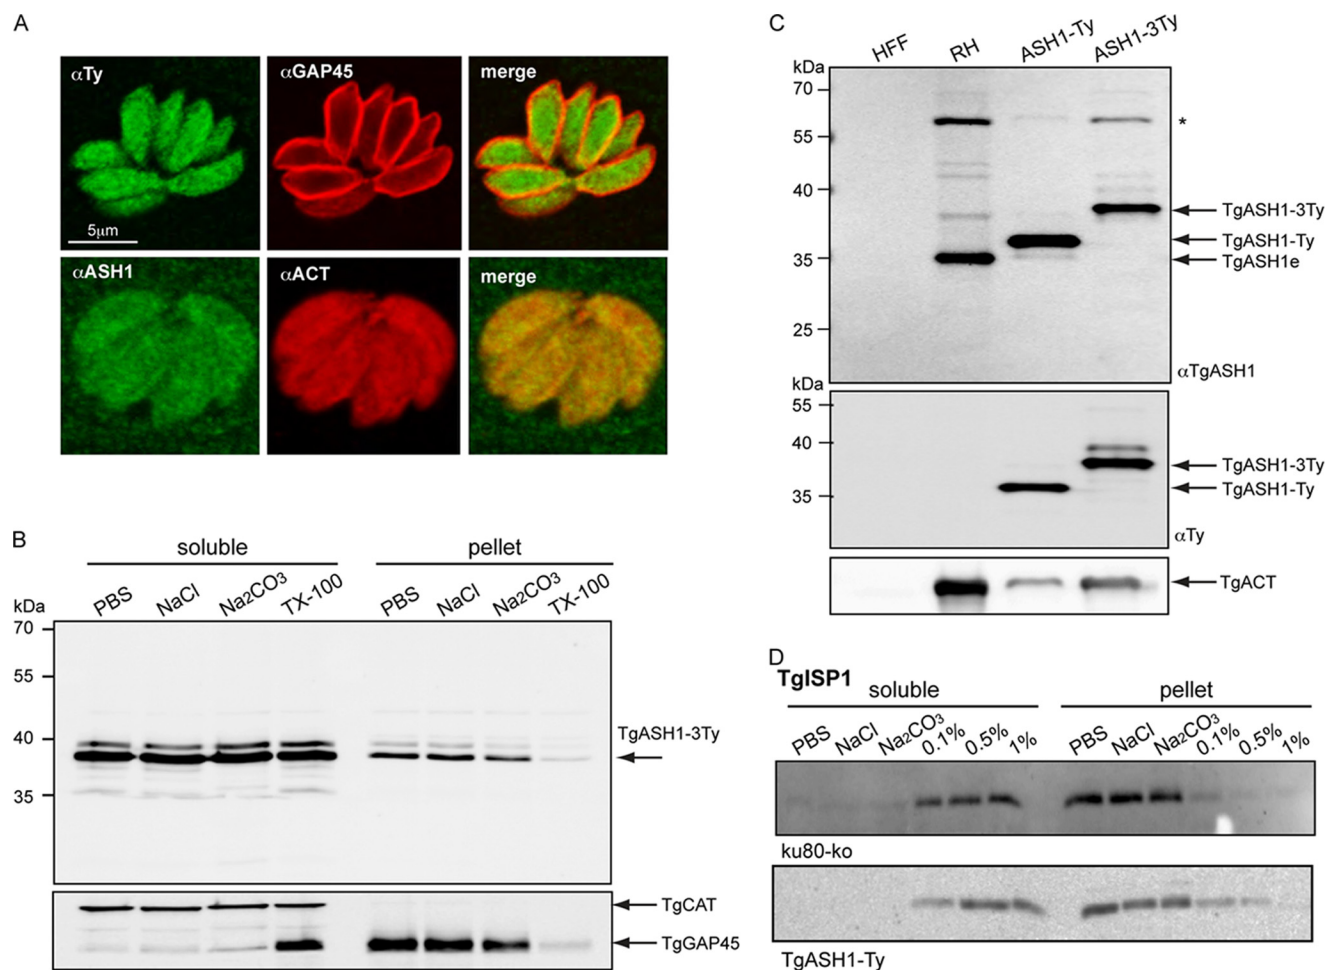 A
αTy
αGAP45
merge
5μm
αASH1
αACT
merge
B
soluble
pellet
PBS
NaCl
Na2CO3
TX-100
PBS
NaCl
Na2CO3
TX-100
kDa
70
55
40
35
TgASH1-3Ty
TgCAT
TgGAP45
C
HFF
RH
ASH1-Ty
ASH1-3Ty
kDa
70
55
40
35
25
*
TgASH1-3Ty
TgASH1-Ty
TgASH1e
αTgASH1
kDa
55
40
35
TgASH1-3Ty
TgASH1-Ty
αTy
TgACT
D
TgISP1
soluble
pellet
PBS
NaCl
Na2CO3
0.1%
0.5%
1%
PBS
NaCl
Na2CO3
0.1%
0.5%
1%
ku80-ko
TgASH1-Ty